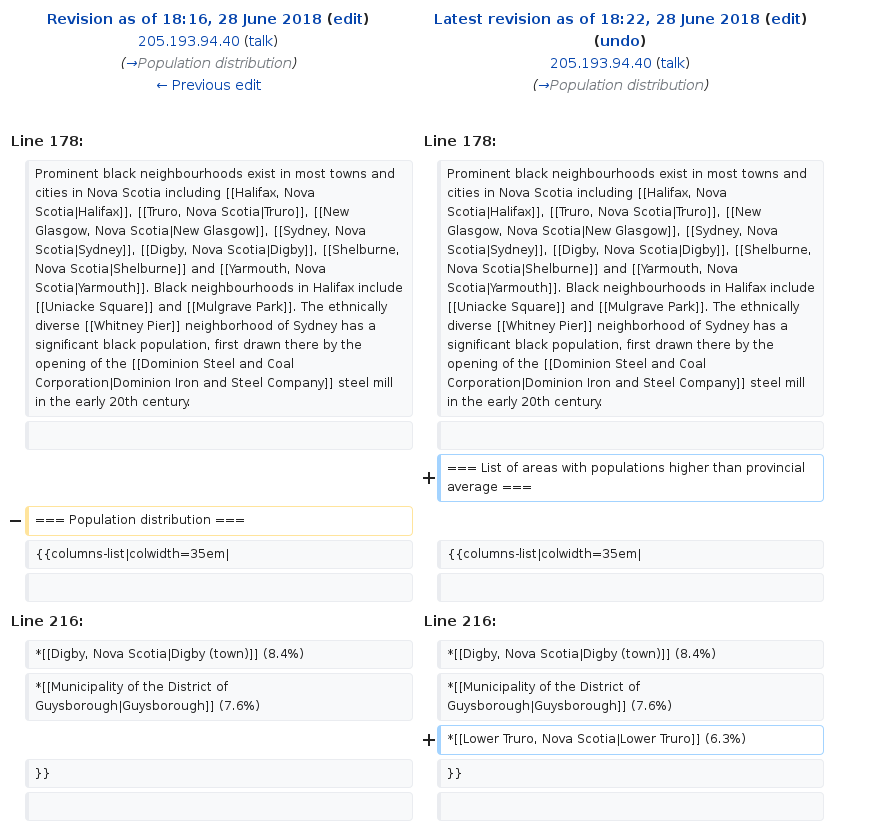 Revision as of 18:16, 28 June 2018 (edit)
205.193.94.40 (talk)
(→Population distribution)
← Previous edit
Latest revision as of 18:22, 28 June 2018 (edit)
(undo)
205.193.94.40 (talk)
(→Population distribution)
Line 178:
Line 178:
Prominent black neighbourhoods exist in most towns and
cities in Nova Scotia including [[Halifax, Nova
Scotia|Halifax]], [[Truro, Nova Scotia|Truro]], [[New
Glasgow, Nova Scotia|New Glasgow]], [[Sydney, Nova
Scotia|Sydney]], [[Digby, Nova Scotia|Digby]], [[Shelburne,
Nova Scotia|Shelburne]] and [[Yarmouth, Nova
Scotia|Yarmouth]]. Black neighbourhoods in Halifax include
[[Uniacke Square]] and [[Mulgrave Park]]. The ethnically
diverse [[Whitney Pier]] neighborhood of Sydney has a
significant black population, first drawn there by the
opening of the [[Dominion Steel and Coal
Corporation|Dominion Iron and Steel Company]] steel mill
in the early 20th century.
Prominent black neighbourhoods exist in most towns and
cities in Nova Scotia including [[Halifax, Nova
Scotia|Halifax]], [[Truro, Nova Scotia|Truro]], [[New
Glasgow, Nova Scotia|New Glasgow]], [[Sydney, Nova
Scotia|Sydney]], [[Digby, Nova Scotia|Digby]], [[Shelburne,
Nova Scotia|Shelburne]] and [[Yarmouth, Nova
Scotia|Yarmouth]]. Black neighbourhoods in Halifax include
[[Uniacke Square]] and [[Mulgrave Park]]. The ethnically
diverse [[Whitney Pier]] neighborhood of Sydney has a
significant black population, first drawn there by the
opening of the [[Dominion Steel and Coal
Corporation|Dominion Iron and Steel Company]] steel mill
in the early 20th century.
+ === List of areas with populations higher than provincial
average ===
− === Population distribution ===
{{columns-list|colwidth=35em|
{{columns-list|colwidth=35em|
Line 216:
Line 216:
*[[Digby, Nova Scotia|Digby (town)]] (8.4%)
*[[Digby, Nova Scotia|Digby (town)]] (8.4%)
*[[Municipality of the District of
Guysborough|Guysborough]] (7.6%)
*[[Municipality of the District of
Guysborough|Guysborough]] (7.6%)
+ *[[Lower Truro, Nova Scotia|Lower Truro]] (6.3%)
}}
}}